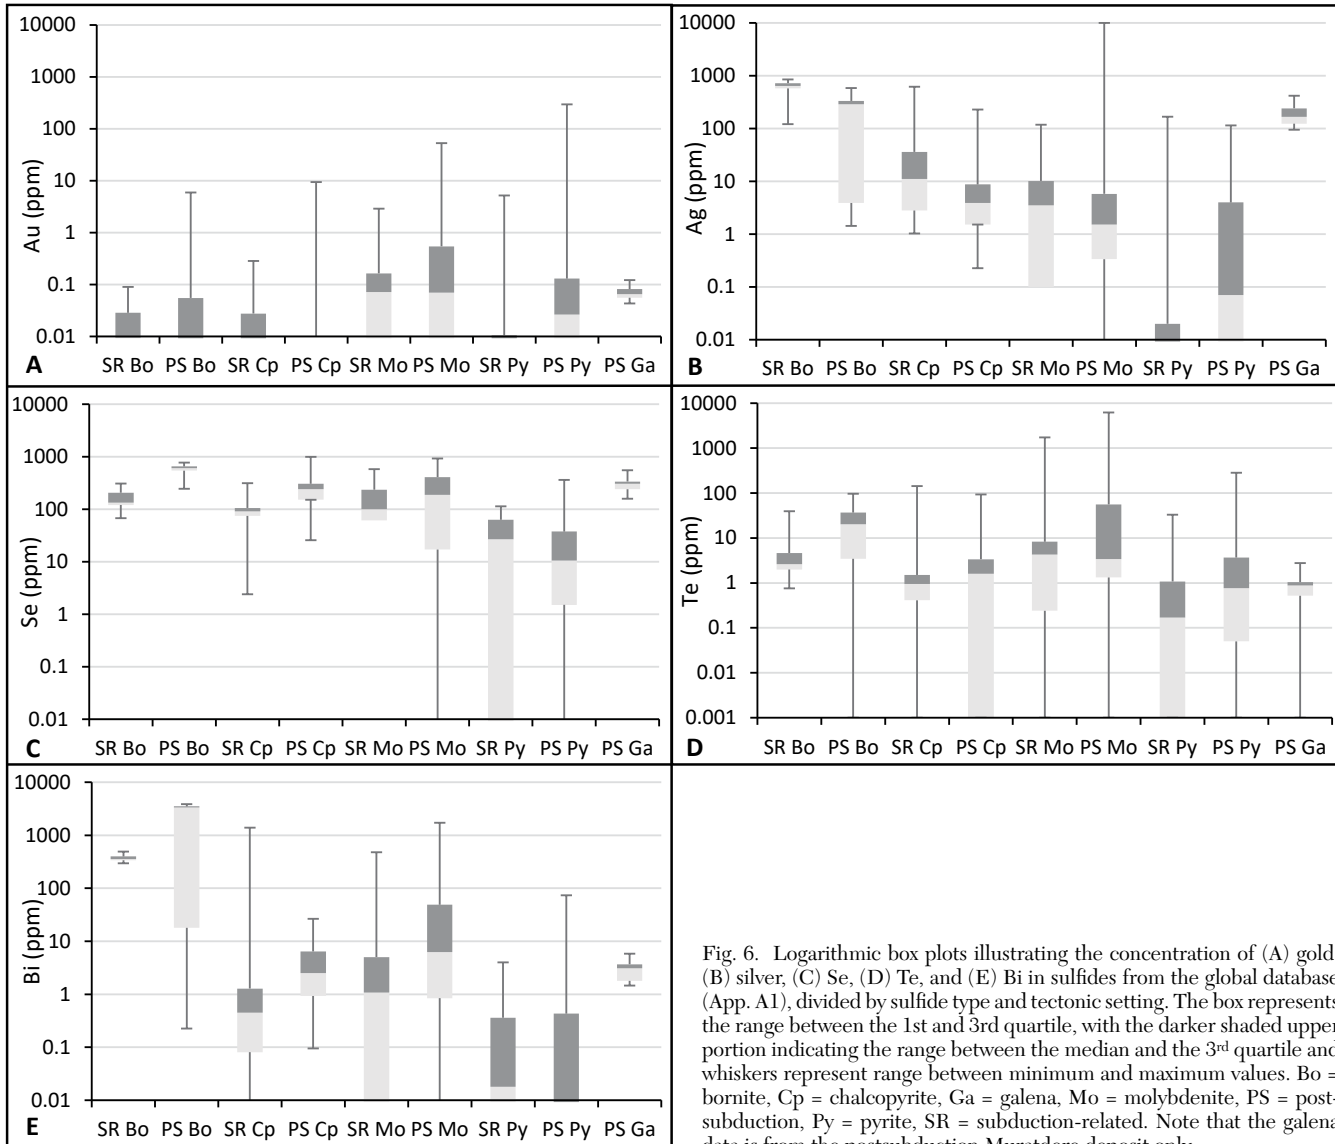 10000
1000
100
10
1
0.1
0.01
Au (ppm)
SR Bo PS Bo SR Cp PS Cp SR Mo PS Mo SR Py PS Py PS Ga
A
10000
1000
100
10
1
0.1
0.01
Ag (ppm)
SR Bo PS Bo SR Cp PS Cp SR Mo PS Mo SR Py PS Py PS Ga
B
10000
1000
100
10
1
0.1
0.01
Se (ppm)
SR Bo PS Bo SR Cp PS Cp SR Mo PS Mo SR Py PS Py PS Ga
C
10000
1000
100
10
1
0.1
0.01
0.001
Te (ppm)
SR Bo PS Bo SR Cp PS Cp SR Mo PS Mo SR Py PS Py PS Ga
D
10000
1000
100
10
1
0.1
0.01
Bi (ppm)
SR Bo PS Bo SR Cp PS Cp SR Mo PS Mo SR Py PS Py PS Ga
E
Fig. 6. Logarithmic box plots illustrating the concentration of (A) gold,
(B) silver, (C) Se, (D) Te, and (E) Bi in sulfides from the global database
(App. A1), divided by sulfide type and tectonic setting. The box represents
the range between the 1st and 3rd quartile, with the darker shaded upper
portion indicating the range between the median and the 3rd quartile and
whiskers represent range between minimum and maximum values. Bo =
bornite, Cp = chalcopyrite, Ga = galena, Mo = molybdenite, PS = post-
subduction, Py = pyrite, SR = subduction-related. Note that the galena
data is from the postsubduction Muratdere deposit only.